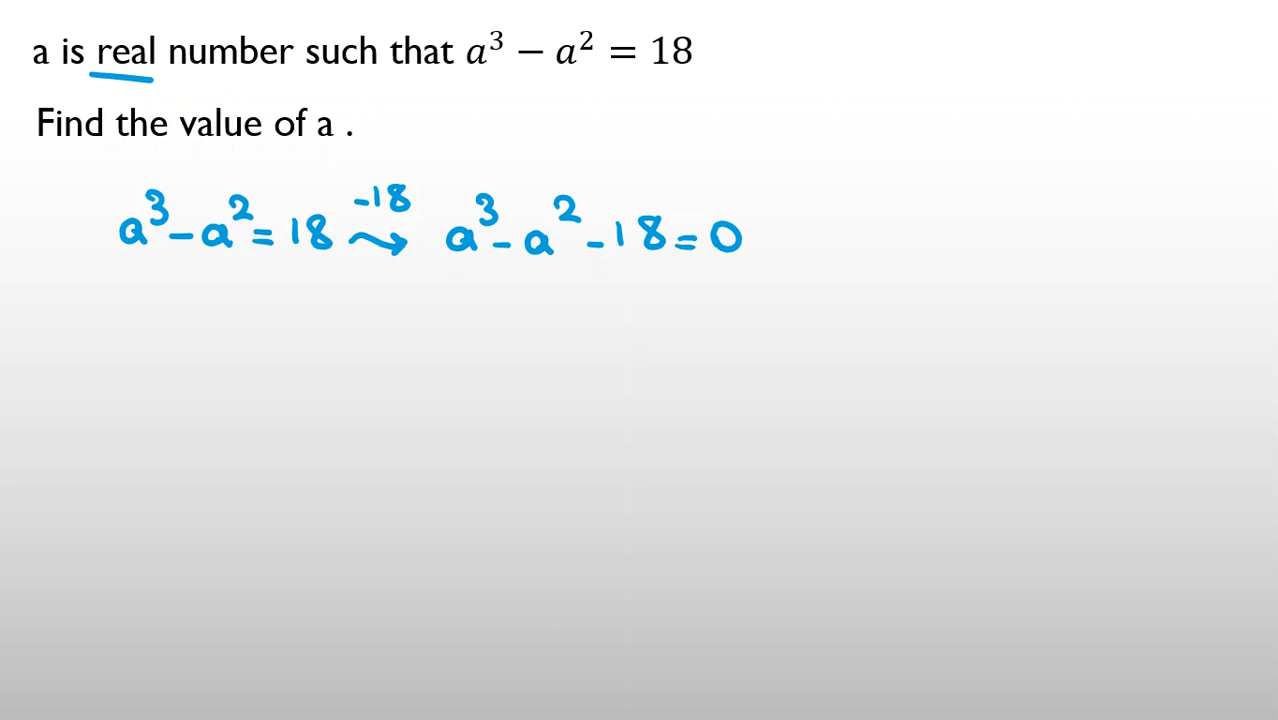 a is real number such that 𝑎³ − 𝑎² = 18
Find the value of a .
a³ - a² = 18 -18 ⤳ a³ - a² - 18 = 0